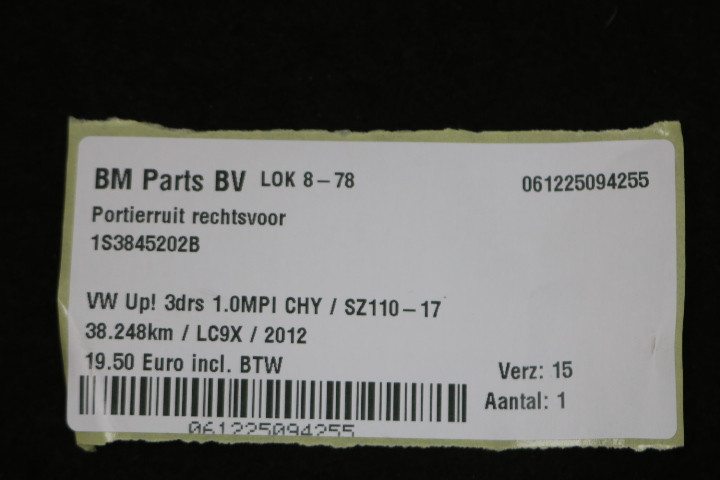 BM Parts BV LOK 8-78 061225094255
Portierruit rechtsvoor
1S3845202B
VW Up! 3drs 1.0MPI CHY / SZ110-17
38.248km / LC9X / 2012
19.50 Euro incl. BTW
Verz: 15
Aantal: 1
061225094255